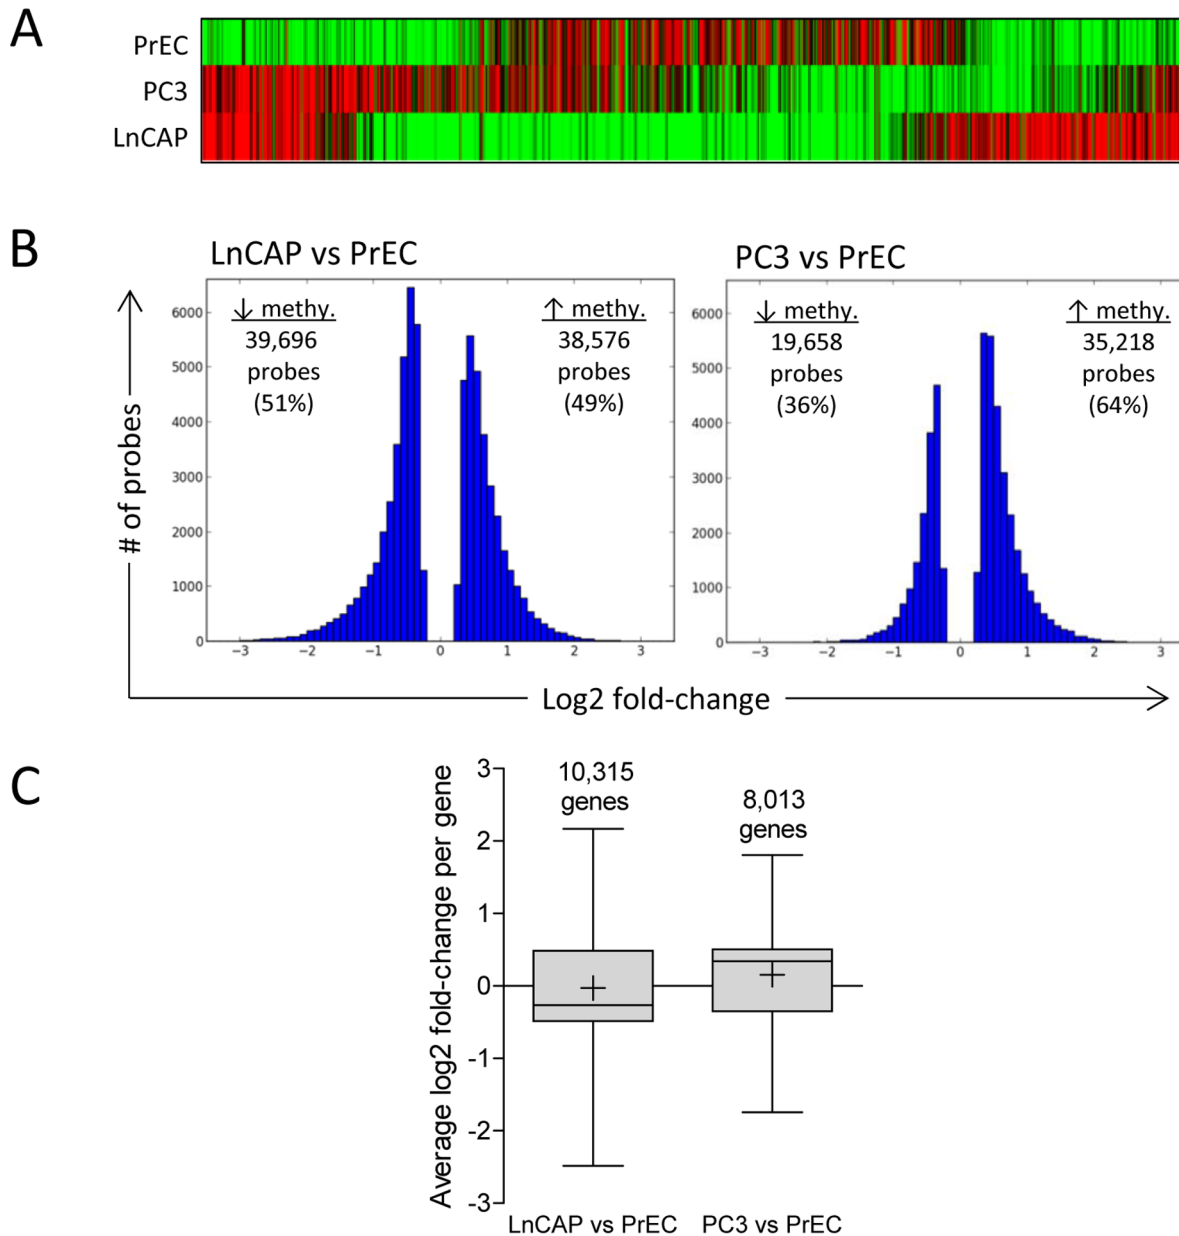 A
PrEC
PC3
LnCAP
B
LnCAP vs PrEC
↓ methy.
39,696
probes
(51%)
↑ methy.
38,576
probes
(49%)
6000
5000
4000
3000
2000
1000
0
−3
−2
−1
0
1
2
3
PC3 vs PrEC
↓ methy.
19,658
probes
(36%)
↑ methy.
35,218
probes
(64%)
6000
5000
4000
3000
2000
1000
0
−3
−2
−1
0
1
2
3
# of probes
Log2 fold-change
C
Average log2 fold-change per gene
3
2
1
0
-1
-2
-3
10,315
genes
8,013
genes
LnCAP vs PrEC
PC3 vs PrEC